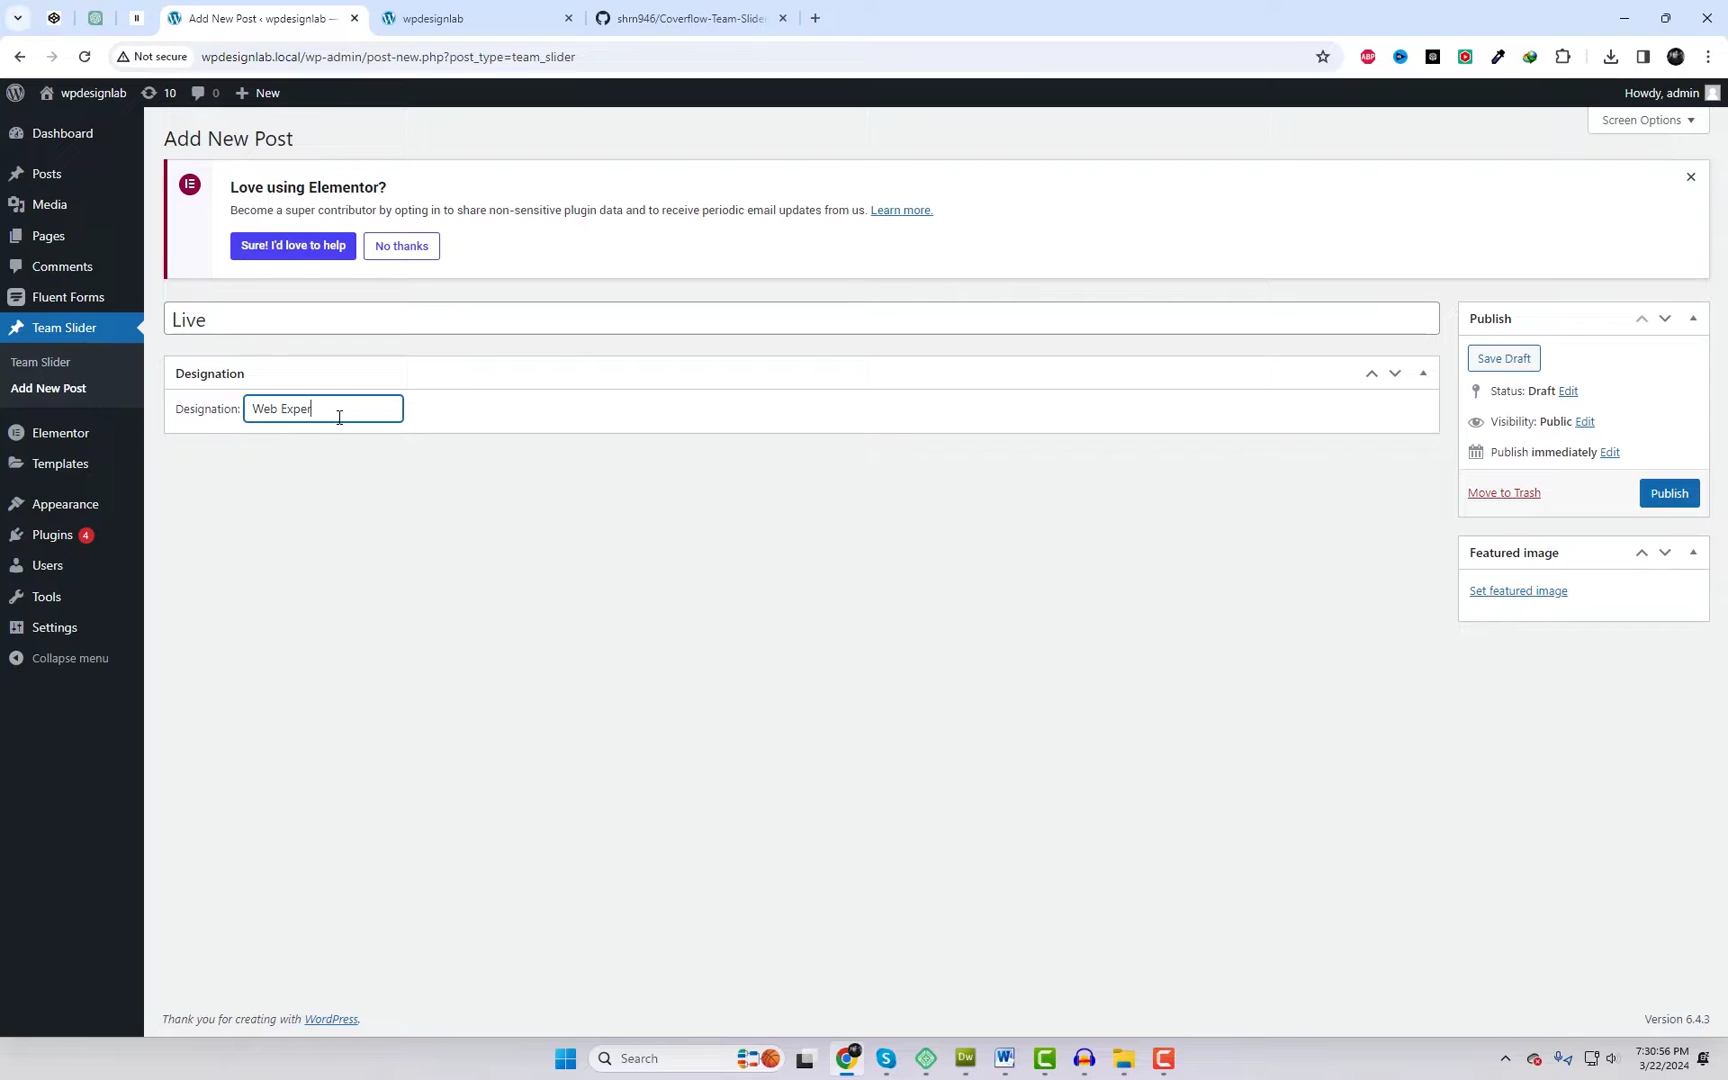 Add New Post ‹ wpdesignlab —
wpdesignlab
shrn946/Coverflow-Team-Slide
Not secure
wpdesignlab.local/wp-admin/post-new.php?post_type=team_slider
wpdesignlab
10
0
New
Howdy, admin
Dashboard
Posts
Media
Pages
Comments
Fluent Forms
Team Slider
Team Slider
Add New Post
Elementor
Templates
Appearance
Plugins 4
Users
Tools
Settings
Collapse menu
Screen Options
Add New Post
Love using Elementor?
Become a super contributor by opting in to share non-sensitive plugin data and to receive periodic email updates from us. Learn more.
Sure! I'd love to help
No thanks
Live
Designation
Designation: Web Exper
Publish
Save Draft
Status: Draft Edit
Visibility: Public Edit
Publish immediately Edit
Move to Trash
Publish
Featured image
Set featured image
Thank you for creating with WordPress.
Version 6.4.3
Search
Dw
7:30:56 PM
3/22/2024